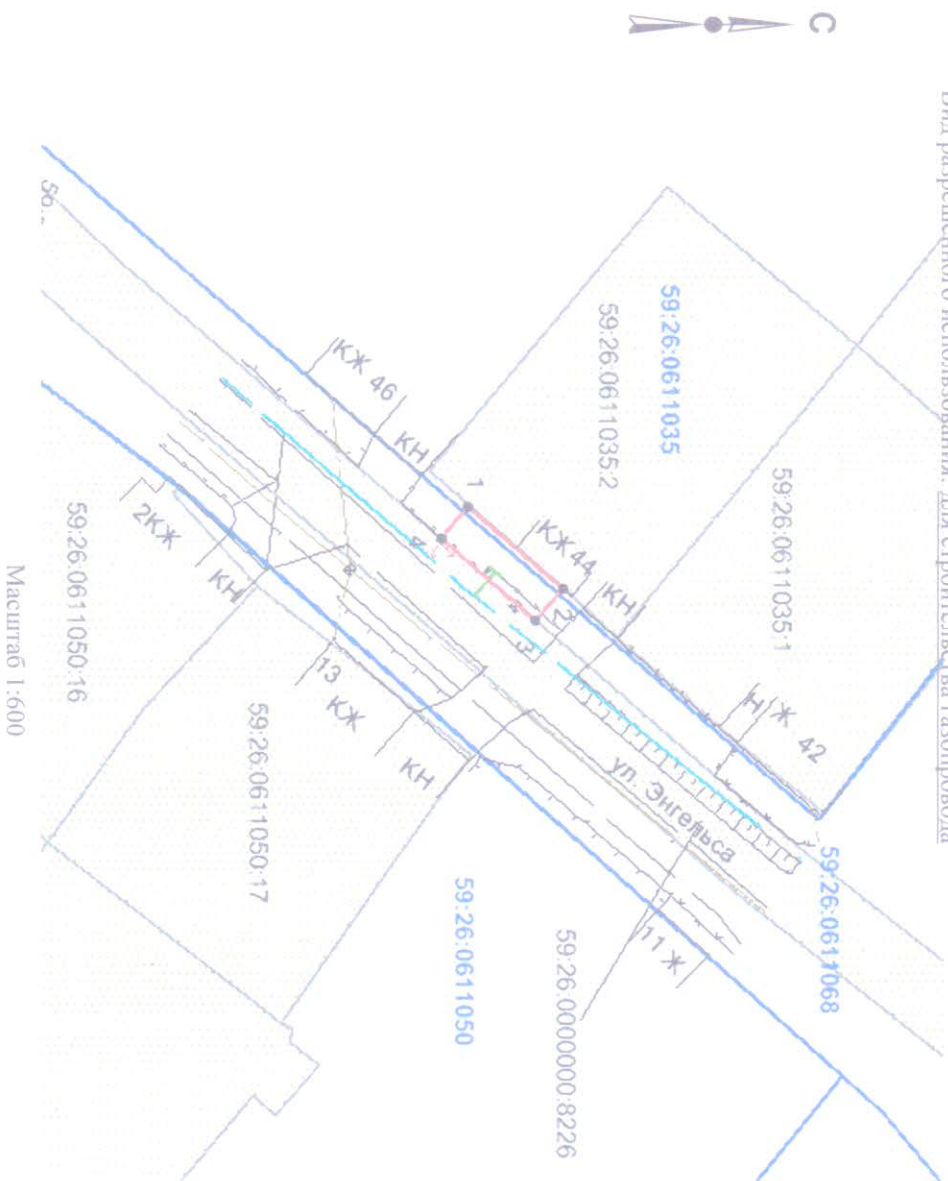 Вид разрешенного использования: для строительства газопровода
С
59:26:0611068
42
Н/Ж
59:26:0611035:1
ул. Энгельса
59:26:0000000:8226
11 Ж
59:26:0611035
КН
КЖ44
59:26:0611035:2
2
3
1
4
КН
КЖ 46
59:26:0611050
КН
КЖ
13
59:26:0611050:17
КН
2КЖ
59:26:0611050:16
Масштаб 1:600